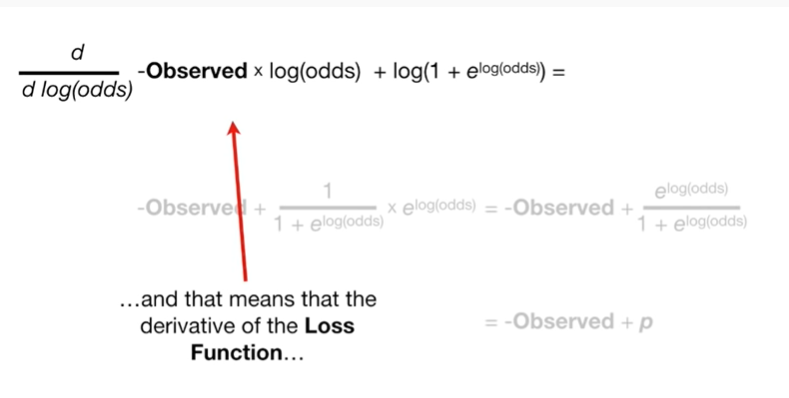 d
d log(odds)
-Observed × log(odds) + log(1 + e^log(odds)) =
-Observed + 1 / 1 + e^log(odds) × e^log(odds) = -Observed + e^log(odds) / 1 + e^log(odds)
…and that means that the
derivative of the Loss
Function…
= -Observed + p